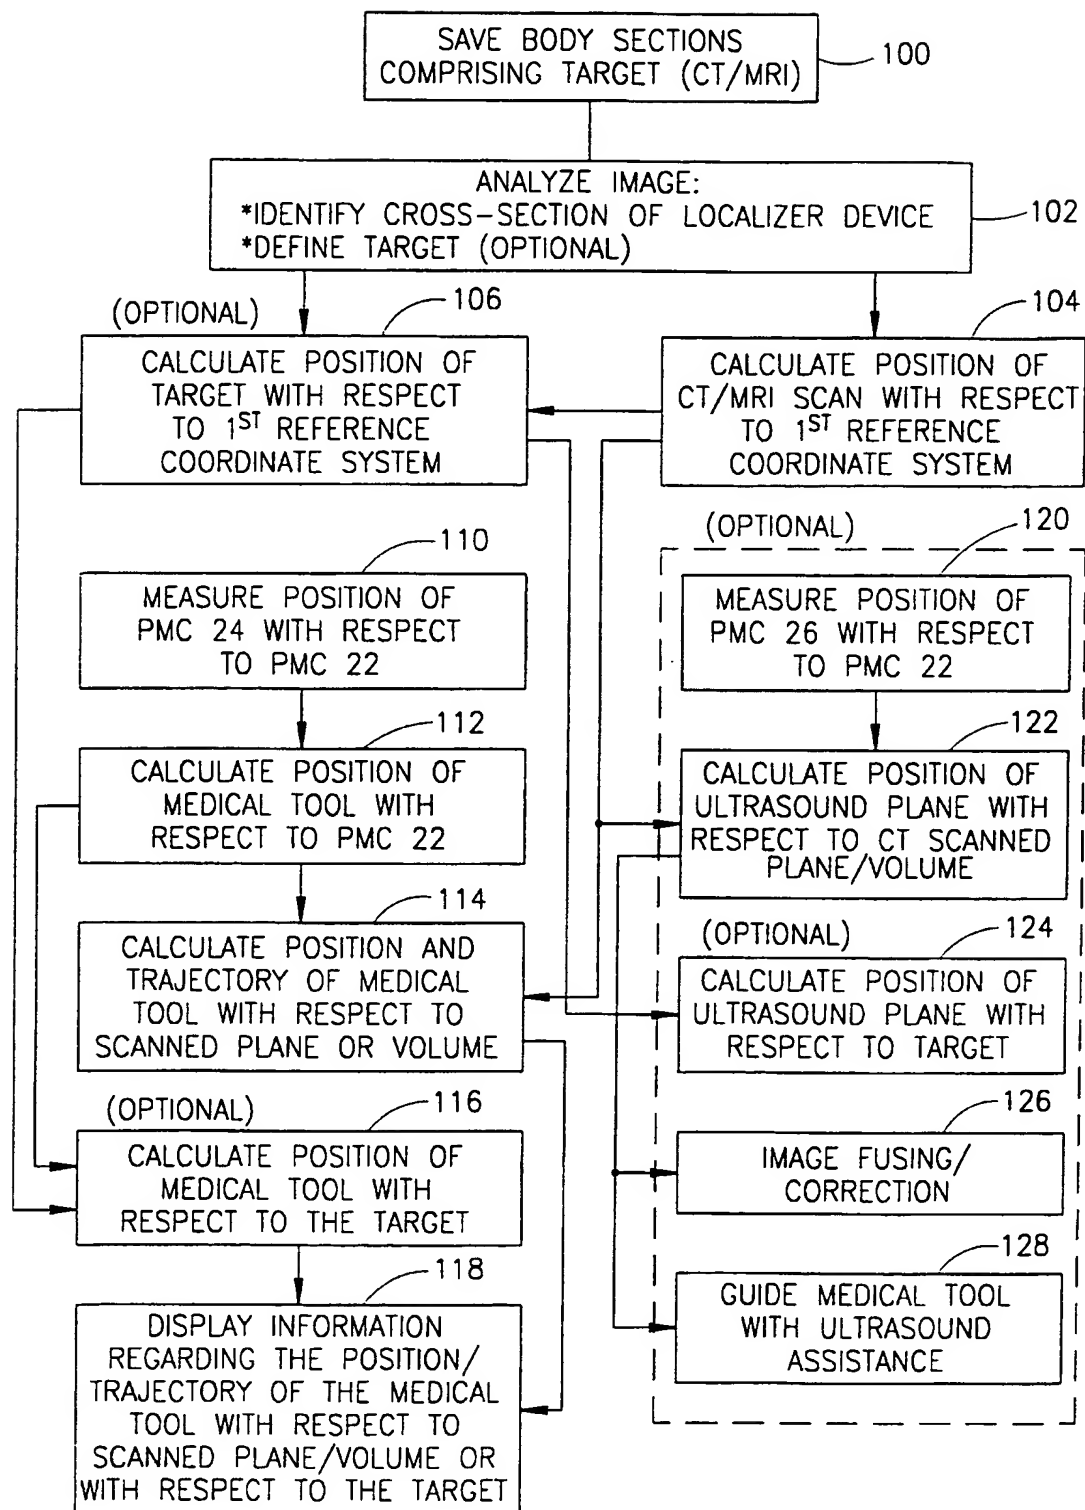 SAVE BODY SECTIONS
COMPRISING TARGET (CT/MRI)
100
ANALYZE IMAGE:
*IDENTIFY CROSS-SECTION OF LOCALIZER DEVICE
*DEFINE TARGET (OPTIONAL)
102
(OPTIONAL)
106
CALCULATE POSITION OF
TARGET WITH RESPECT
TO 1ST REFERENCE
COORDINATE SYSTEM
104
CALCULATE POSITION OF
CT/MRI SCAN WITH RESPECT
TO 1ST REFERENCE
COORDINATE SYSTEM
110
MEASURE POSITION OF
PMC 24 WITH RESPECT
TO PMC 22
(OPTIONAL)
120
MEASURE POSITION OF
PMC 26 WITH RESPECT
TO PMC 22
112
CALCULATE POSITION OF
MEDICAL TOOL WITH
RESPECT TO PMC 22
122
CALCULATE POSITION OF
ULTRASOUND PLANE WITH
RESPECT TO CT SCANNED
PLANE/VOLUME
114
CALCULATE POSITION AND
TRAJECTORY OF MEDICAL
TOOL WITH RESPECT TO
SCANNED PLANE OR VOLUME
(OPTIONAL)
124
CALCULATE POSITION OF
ULTRASOUND PLANE WITH
RESPECT TO TARGET
(OPTIONAL)
116
CALCULATE POSITION OF
MEDICAL TOOL WITH
RESPECT TO THE TARGET
126
IMAGE FUSING/
CORRECTION
118
DISPLAY INFORMATION
REGARDING THE POSITION/
TRAJECTORY OF THE MEDICAL
TOOL WITH RESPECT TO
SCANNED PLANE/VOLUME OR
WITH RESPECT TO THE TARGET
128
GUIDE MEDICAL TOOL
WITH ULTRASOUND
ASSISTANCE